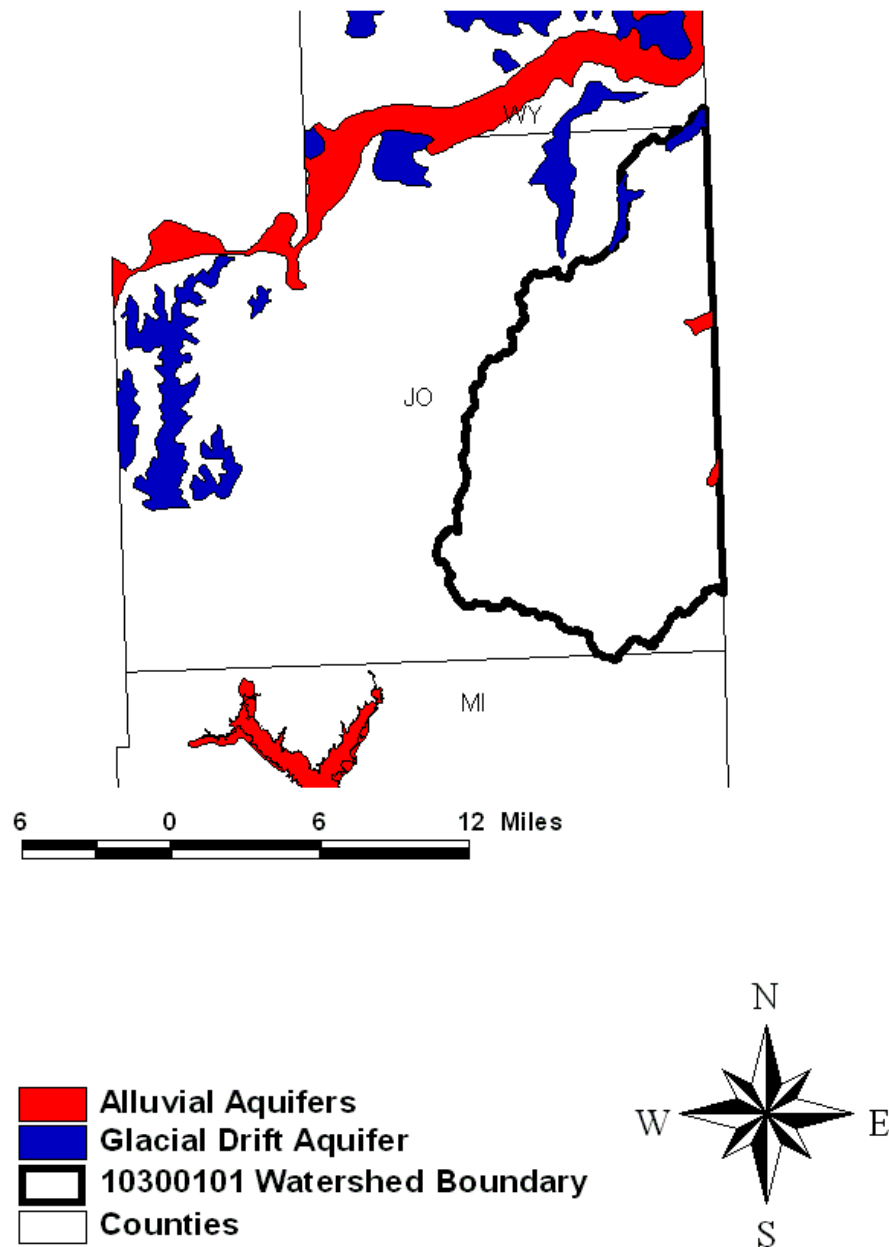 WY
JO
MI
6 0 6 12 Miles
N
W E
S
Alluvial Aquifers
Glacial Drift Aquifer
10300101 Watershed Boundary
Counties